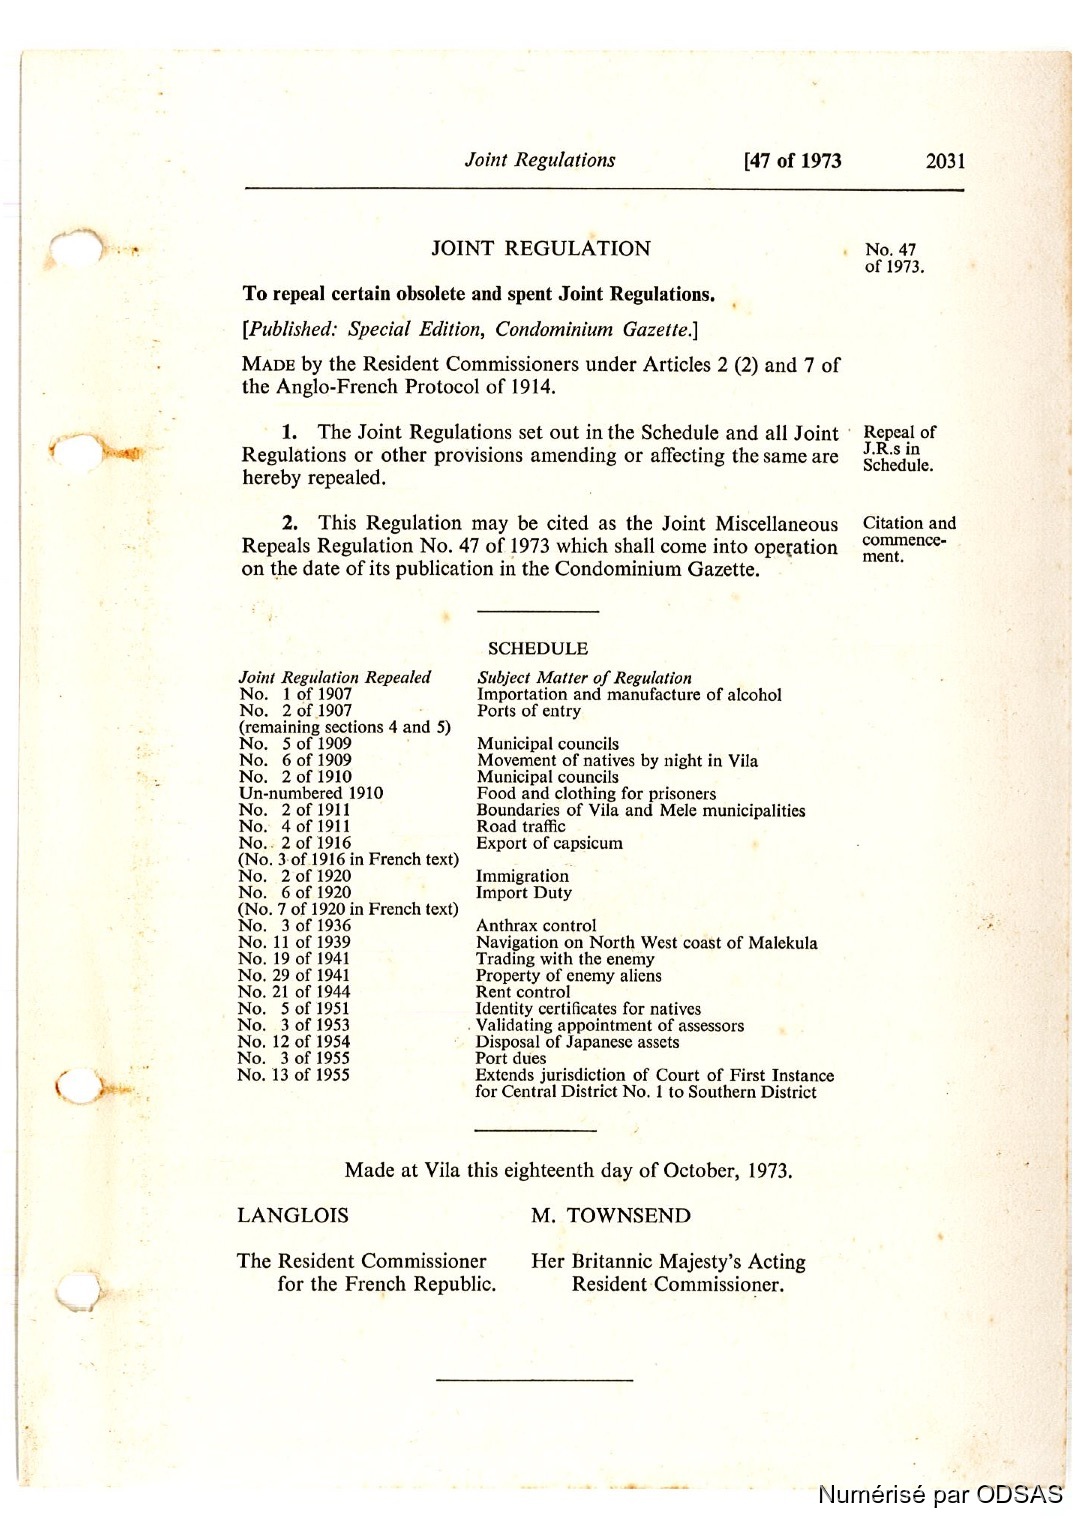 Joint Regulations [47 of 1973 2031
JOINT REGULATION
No. 47
of 1973.
To repeal certain obsolete and spent Joint Regulations.
[Published: Special Edition, Condominium Gazette.]
MADE by the Resident Commissioners under Articles 2 (2) and 7 of
the Anglo-French Protocol of 1914.
1. The Joint Regulations set out in the Schedule and all Joint
Regulations or other provisions amending or affecting the same are
hereby repealed.
Repeal of
J.R.s in
Schedule.
2. This Regulation may be cited as the Joint Miscellaneous
Repeals Regulation No. 47 of 1973 which shall come into operation
on the date of its publication in the Condominium Gazette.
Citation and
commence-
ment.
SCHEDULE
Joint Regulation Repealed Subject Matter of Regulation
No. 1 of 1907 Importation and manufacture of alcohol
No. 2 of 1907 Ports of entry
(remaining sections 4 and 5)
No. 5 of 1909 Municipal councils
No. 6 of 1909 Movement of natives by night in Vila
No. 2 of 1910 Municipal councils
Un-numbered 1910 Food and clothing for prisoners
No. 2 of 1911 Boundaries of Vila and Mele municipalities
No. 4 of 1911 Road traffic
No. 2 of 1916 Export of capsicum
(No. 3 of 1916 in French text)
No. 2 of 1920 Immigration
No. 6 of 1920 Import Duty
(No. 7 of 1920 in French text)
No. 3 of 1936 Anthrax control
No. 11 of 1939 Navigation on North West coast of Malekula
No. 19 of 1941 Trading with the enemy
No. 29 of 1941 Property of enemy aliens
No. 21 of 1944 Rent control
No. 5 of 1951 Identity certificates for natives
No. 3 of 1953 Validating appointment of assessors
No. 12 of 1954 Disposal of Japanese assets
No. 3 of 1955 Port dues
No. 13 of 1955 Extends jurisdiction of Court of First Instance
for Central District No. 1 to Southern District
Made at Vila this eighteenth day of October, 1973.
LANGLOIS M. TOWNSEND
The Resident Commissioner Her Britannic Majesty's Acting
for the French Republic. Resident Commissioner.
Numérisé par ODSAS